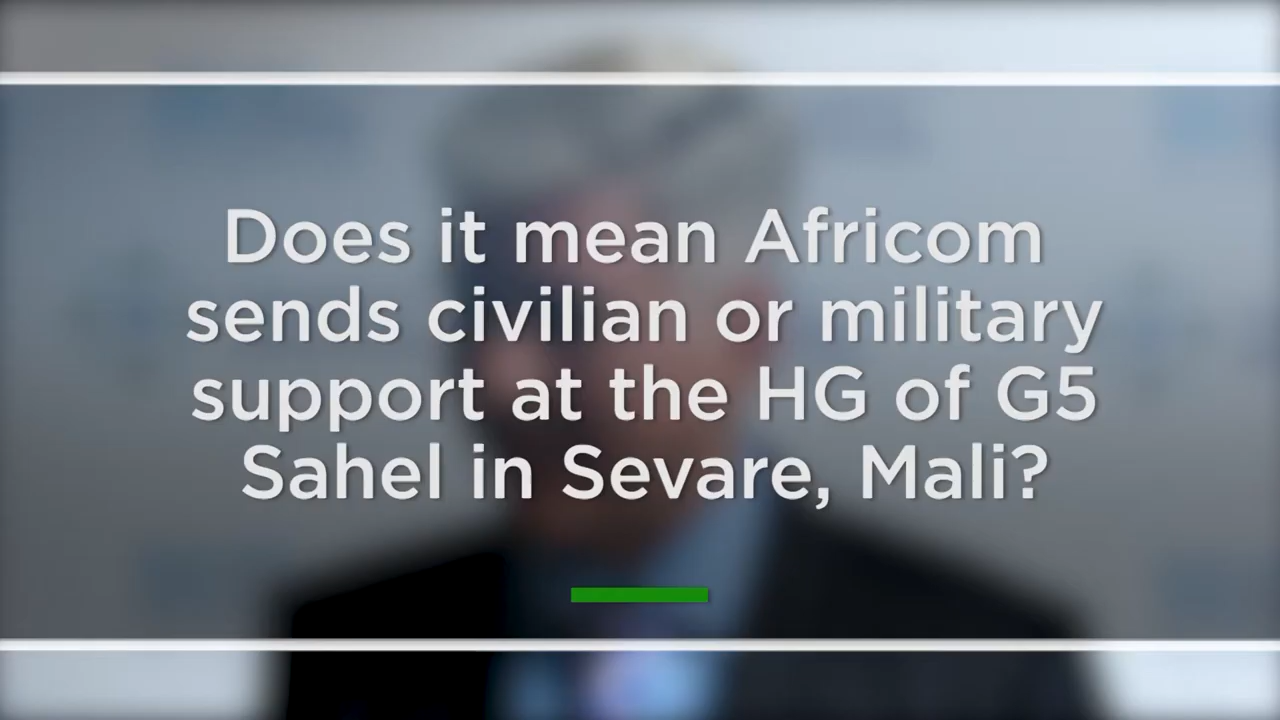 Does it mean Africom
sends civilian or military
support at the HG of G5
Sahel in Sevare, Mali?